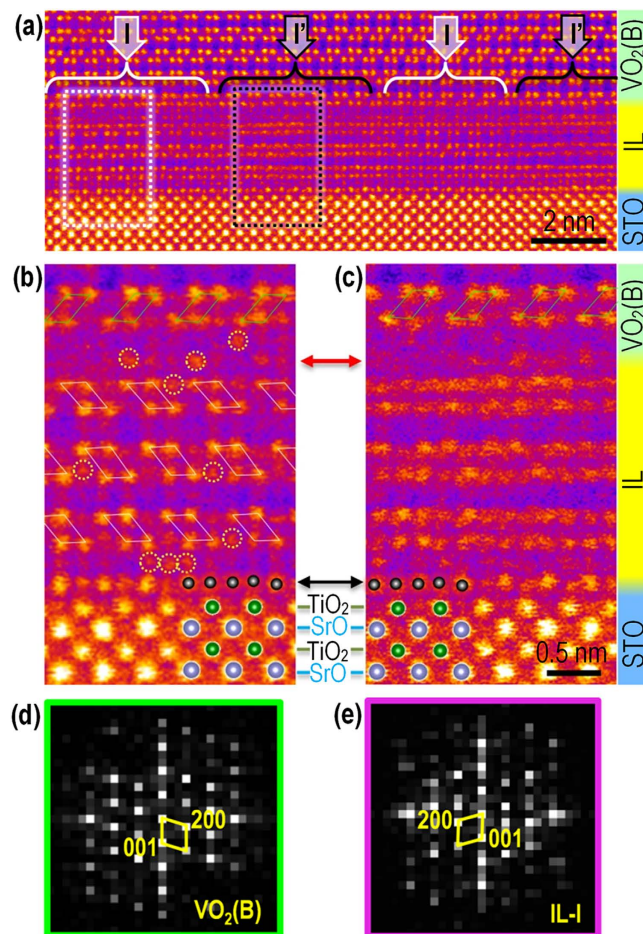 (a)
I
I'
I
I'
VO₂(B)
IL
STO
2 nm
(b)
(c)
VO₂(B)
IL
STO
TiO₂
SrO
TiO₂
SrO
0.5 nm
(d)
200
001
VO₂(B)
(e)
200
001
IL-I